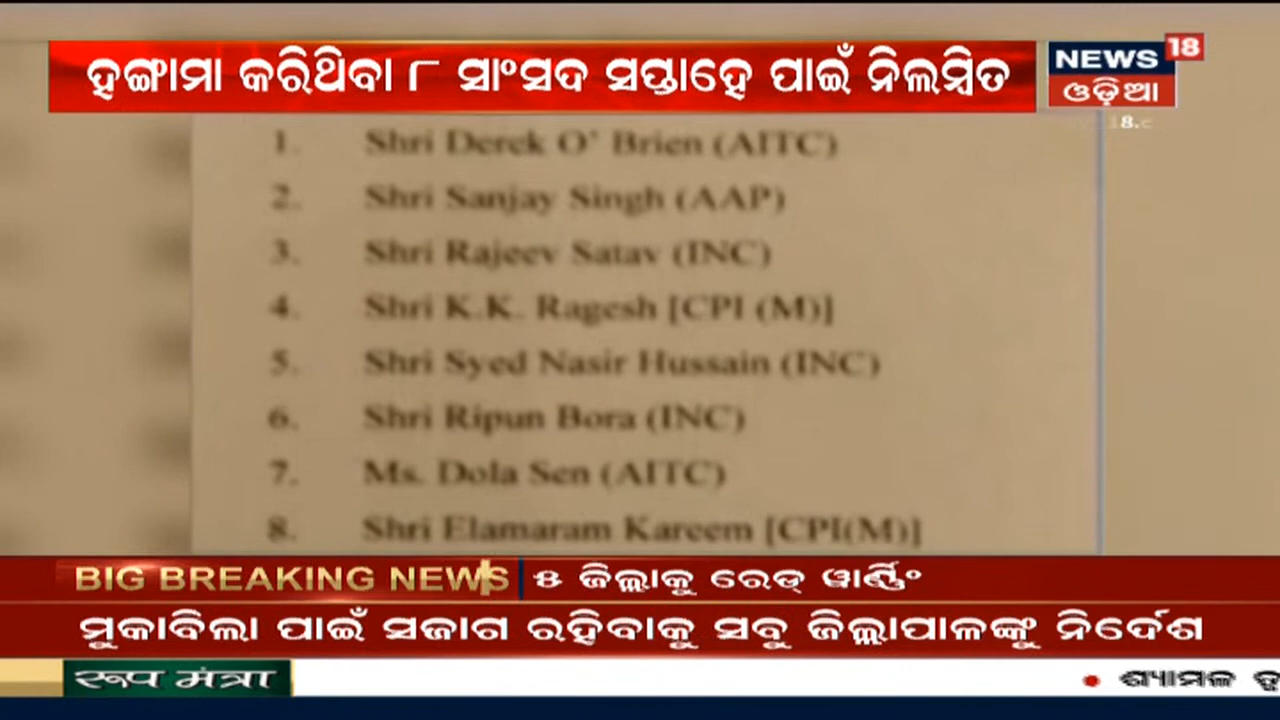 ହଙ୍ଗାମା କରିଥିବା ୮ ସାଂସଦ ସପ୍ତାହେ ପାଇଁ ନିଲମ୍ବିତ
NEWS 18
ଓଡ଼ିଆ
1. Shri Derek O' Brien (AITC)
2. Shri Sanjay Singh (AAP)
3. Shri Rajeev Satav (INC)
4. Shri K.K. Ragesh [CPI (M)]
5. Shri Syed Nasir Hussain (INC)
6. Shri Ripun Bora (INC)
7. Ms. Dola Sen (AITC)
8. Shri Elamaram Kareem [CPI(M)]
BIG BREAKING NEWS ୫ ଜିଲ୍ଲାକୁ ରେଡ୍ ୱାର୍ଣ୍ଣିଂ
ମୁକାବିଲା ପାଇଁ ସଜାଗ ରହିବାକୁ ସବୁ ଜିଲ୍ଲାପାଳଙ୍କୁ ନିର୍ଦେଶ
ରୂପ ମନ୍ତ୍ରା ଶ୍ୟାମଳ